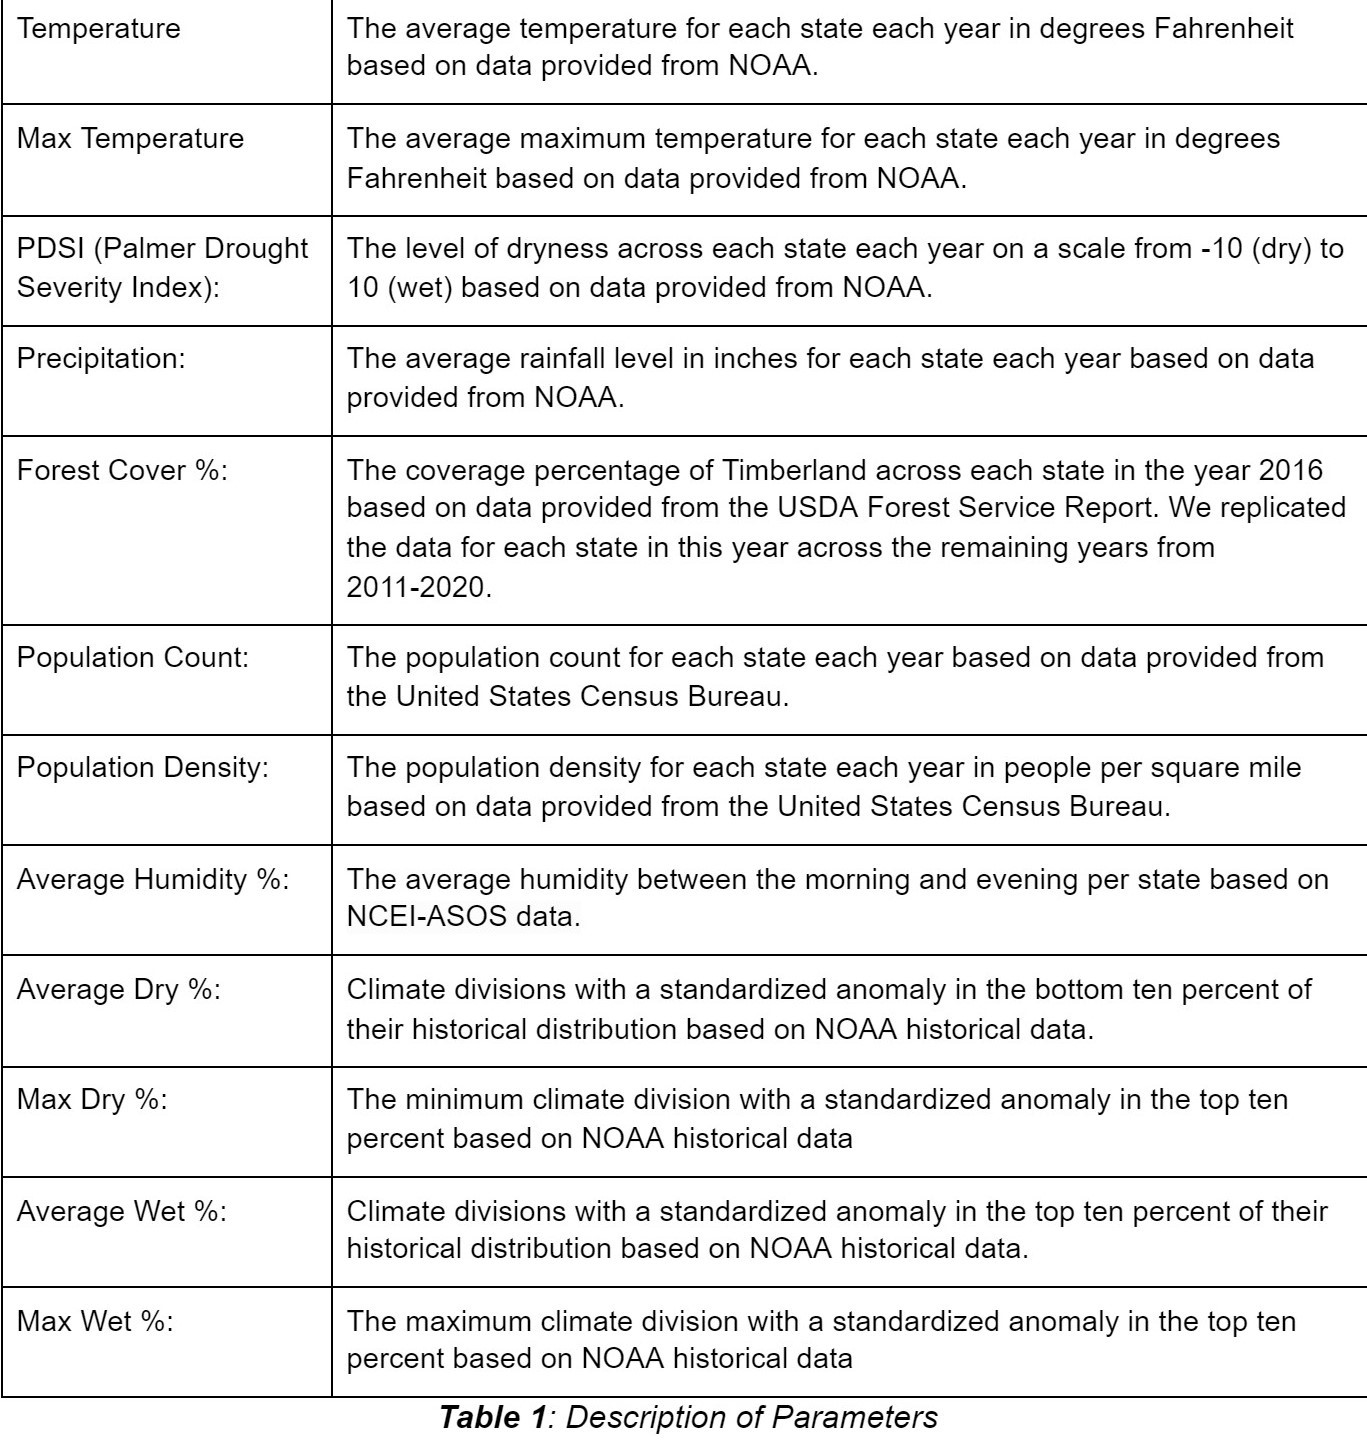 Temperature
The average temperature for each state each year in degrees Fahrenheit
based on data provided from NOAA.
Max Temperature
The average maximum temperature for each state each year in degrees
Fahrenheit based on data provided from NOAA.
PDSI (Palmer Drought
Severity Index):
The level of dryness across each state each year on a scale from -10 (dry) to
10 (wet) based on data provided from NOAA.
Precipitation:
The average rainfall level in inches for each state each year based on data
provided from NOAA.
Forest Cover %:
The coverage percentage of Timberland across each state in the year 2016
based on data provided from the USDA Forest Service Report. We replicated
the data for each state in this year across the remaining years from
2011-2020.
Population Count:
The population count for each state each year based on data provided from
the United States Census Bureau.
Population Density:
The population density for each state each year in people per square mile
based on data provided from the United States Census Bureau.
Average Humidity %:
The average humidity between the morning and evening per state based on
NCEI-ASOS data.
Average Dry %:
Climate divisions with a standardized anomaly in the bottom ten percent of
their historical distribution based on NOAA historical data.
Max Dry %:
The minimum climate division with a standardized anomaly in the top ten
percent based on NOAA historical data
Average Wet %:
Climate divisions with a standardized anomaly in the top ten percent of their
historical distribution based on NOAA historical data.
Max Wet %:
The maximum climate division with a standardized anomaly in the top ten
percent based on NOAA historical data
Table 1: Description of Parameters